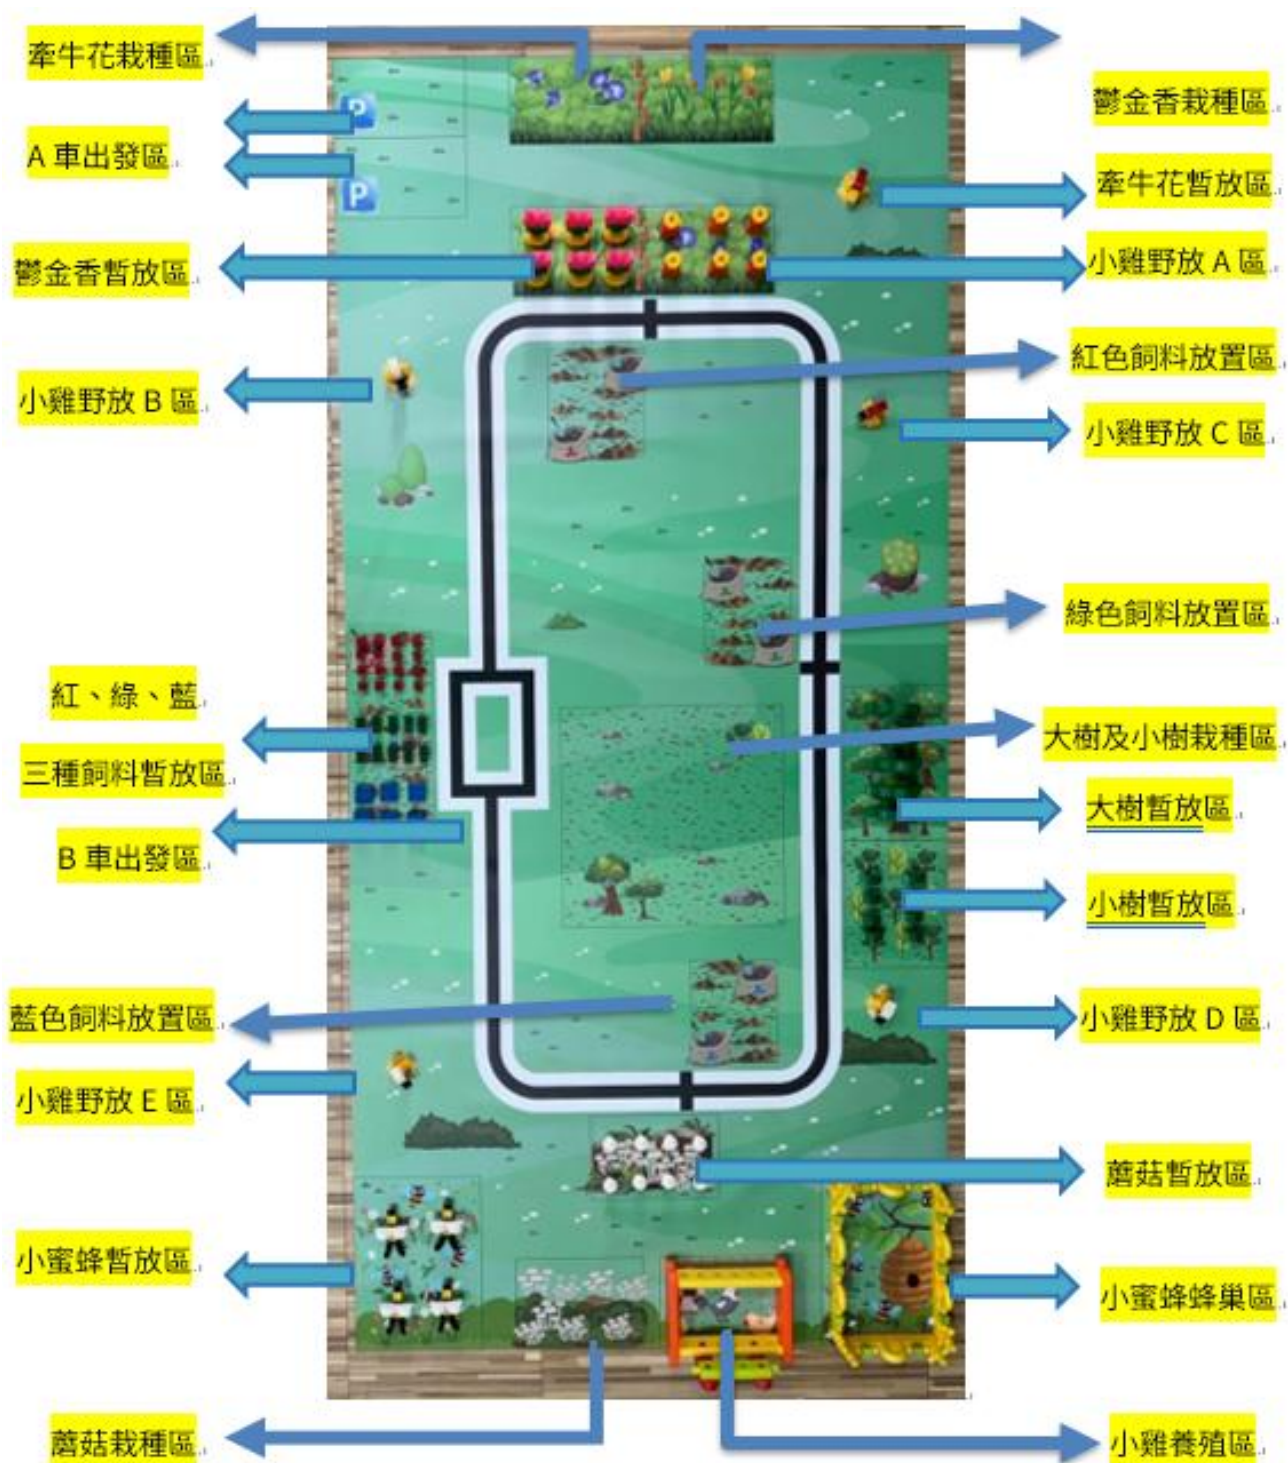 牽牛花栽種區
鬱金香栽種區
P
A 車出發區
牽牛花暫放區
P
鬱金香暫放區
小雞野放 A 區
紅色飼料放置區
小雞野放 B 區
小雞野放 C 區
綠色飼料放置區
紅、綠、藍
三種飼料暫放區
大樹及小樹栽種區
大樹暫放區
B 車出發區
小樹暫放區
藍色飼料放置區
小雞野放 D 區
小雞野放 E 區
蘑菇暫放區
小蜜蜂暫放區
小蜜蜂蜂巢區
蘑菇栽種區
小雞養殖區